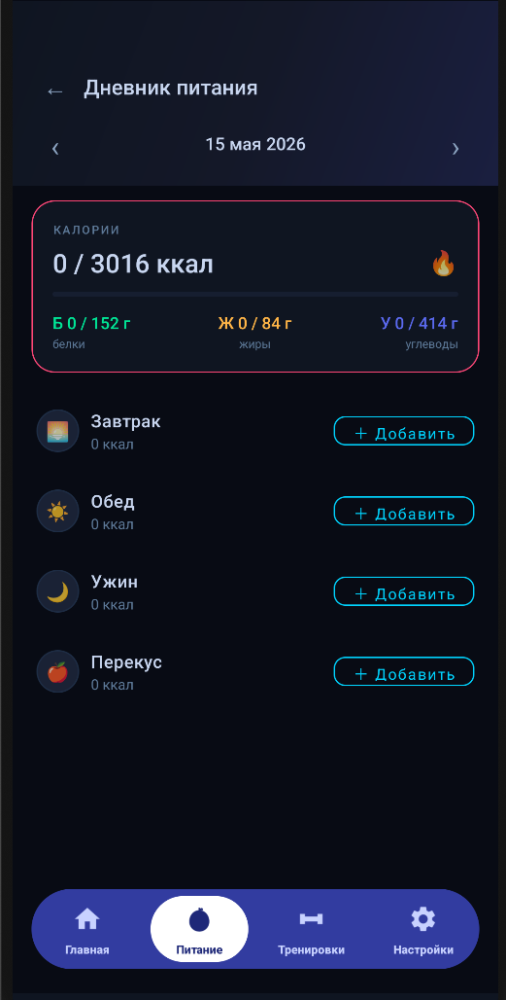 ← Дневник питания
‹ 15 мая 2026 ›
КАЛОРИИ
0 / 3016 ккал
Б 0 / 152 г Ж 0 / 84 г У 0 / 414 г
белки жиры углеводы
Завтрак
0 ккал
+ Добавить
Обед
0 ккал
+ Добавить
Ужин
0 ккал
+ Добавить
Перекус
0 ккал
+ Добавить
Главная Питание Тренировки Настройки